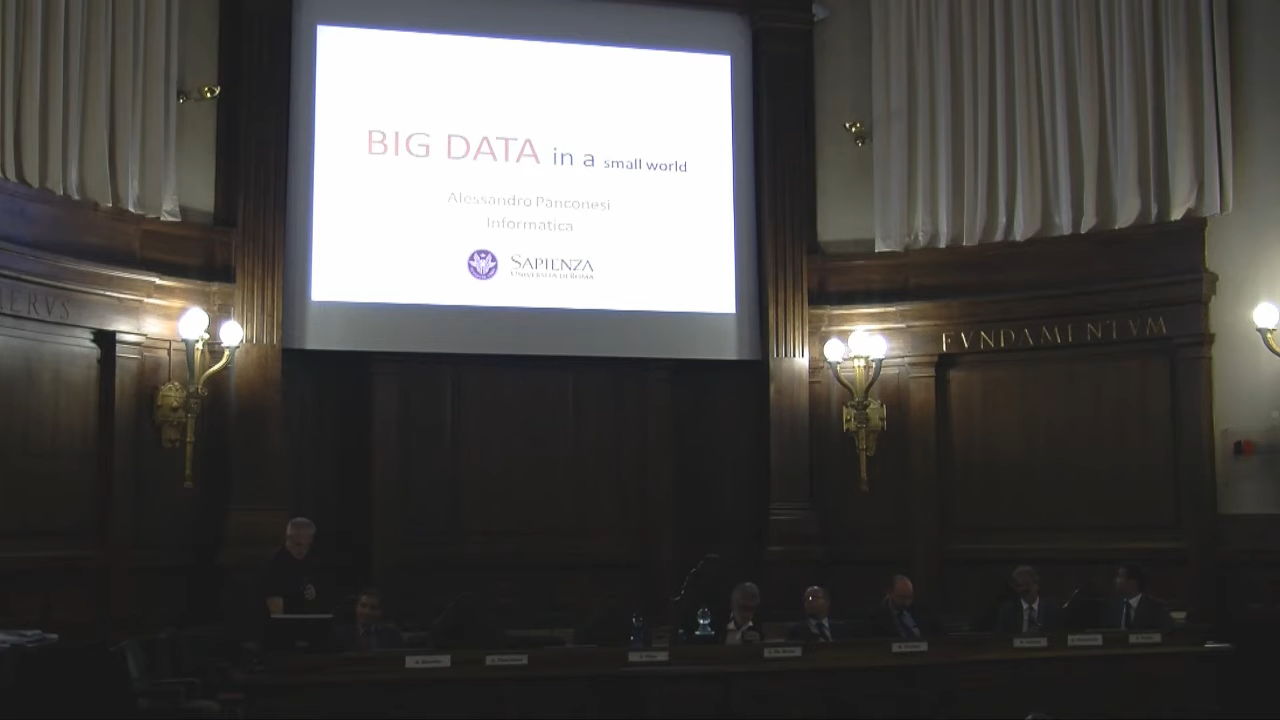 BIG DATA in a small world
Alessandro Panconesi
Informatica
SAPIENZA
UNIVERSITÀ DI ROMA
ERVS
FVNDAMENTVM